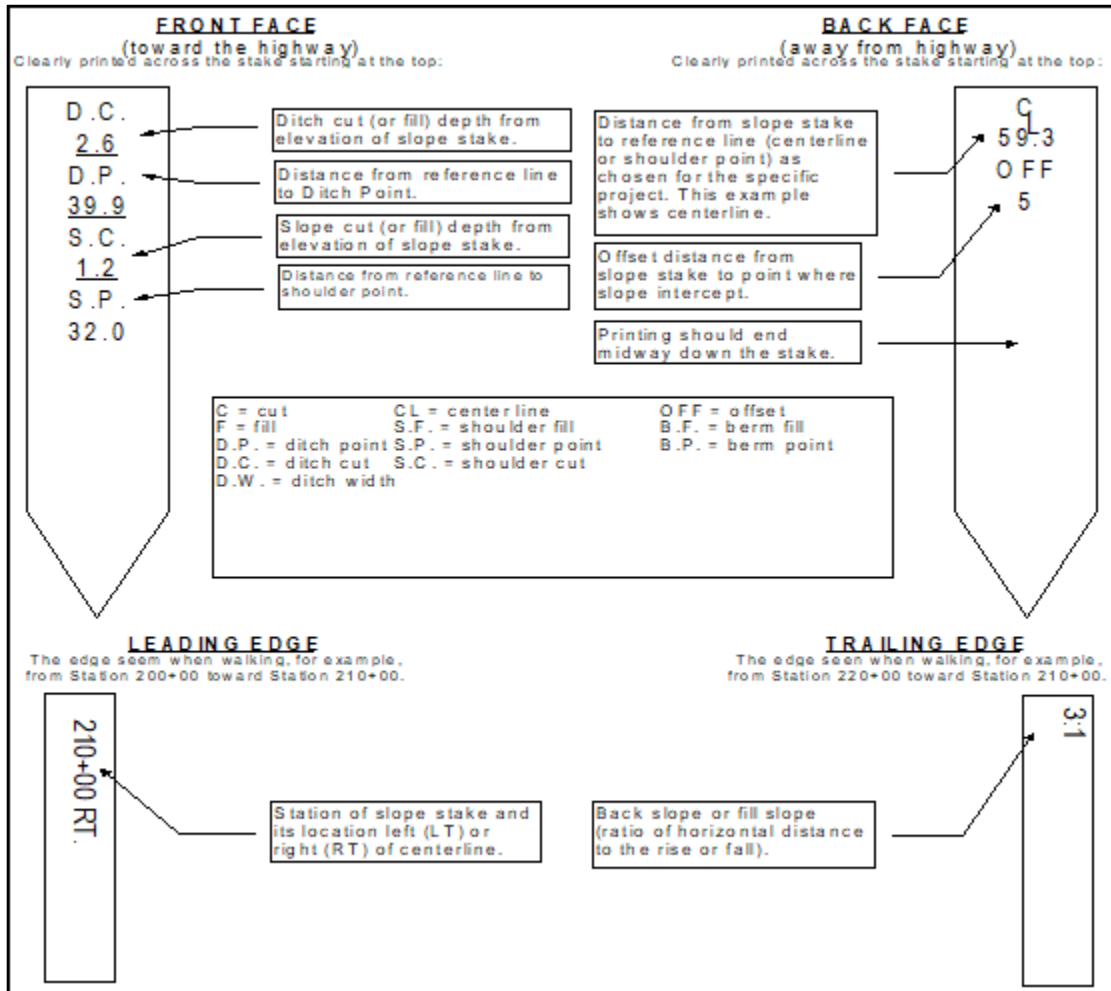 FRONT FACE
(toward the highway)
Clearly printed across the stake starting at the top:
D.C.
2.6
D.P.
39.9
S.C.
1.2
S.P.
32.0
Ditch cut (or fill) depth from
elevation of slope stake.
Distance from reference line
to Ditch Point.
Slope cut (or fill) depth from
elevation of slope stake.
Distance from reference line to
shoulder point.
BACK FACE
(away from highway)
Clearly printed across the stake starting at the top:
Distance from slope stake
to reference line (centerline
or shoulder point) as
chosen for the specific
project. This example
shows centerline.
Offset distance from
slope stake to point where
slope intercept.
Printing should end
midway down the stake.
CL
59.3
OFF
5
C = cut CL = center line OFF = offset
F = fill S.F. = shoulder fill B.F. = berm fill
D.P. = ditch point S.P. = shoulder point B.P. = berm point
D.C. = ditch cut S.C. = shoulder cut
D.W. = ditch width
LEADING EDGE
The edge seem when walking, for example,
from Station 200+00 toward Station 210+00.
210+00 RT.
Station of slope stake and
its location left (LT) or
right (RT) of centerline.
TRAILING EDGE
The edge seen when walking, for example,
from Station 220+00 toward Station 210+00.
Back slope or fill slope
(ratio of horizontal distance
to the rise or fall).
3:1